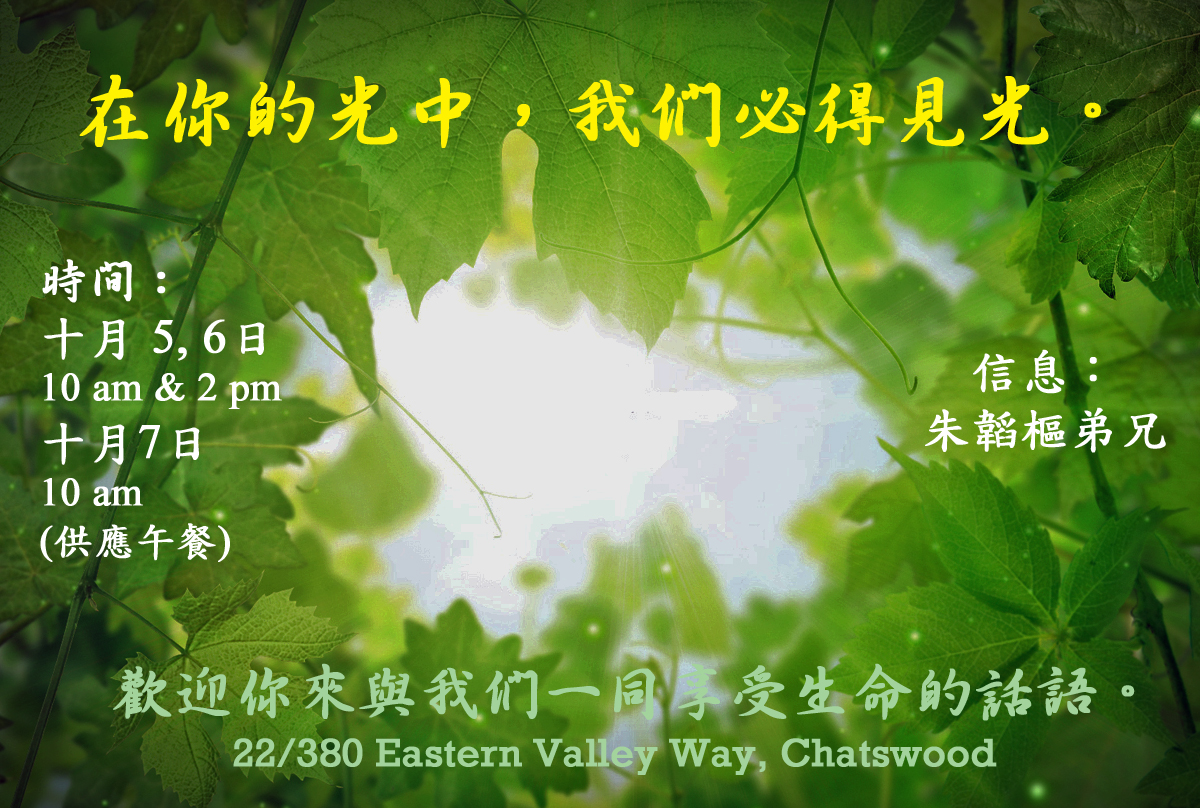 在你的光中，我们必得見光。
時间：
十月 5, 6日
10 am & 2 pm
十月7日
10 am
(供應午餐)
信息：
朱韜樞弟兄
歡迎你來與我们一同享受生命的話語。
22/380 Eastern Valley Way, Chatswood